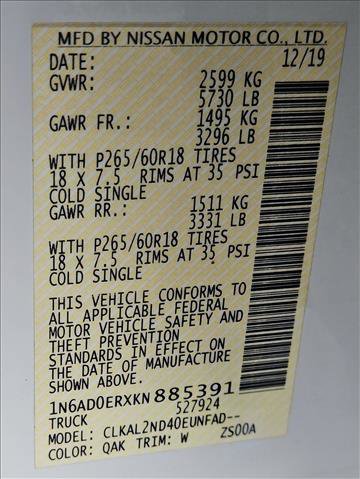 MFD BY NISSAN MOTOR CO., LTD.
DATE: 12/19
GVWR: 2599 KG
5730 LB
GAWR FR.: 1495 KG
3296 LB
WITH P265/60R18 TIRES
18 X 7.5 RIMS AT 35 PSI
COLD SINGLE
GAWR RR.: 1511 KG
3331 LB
WITH P265/60R18 TIRES
18 X 7.5 RIMS AT 35 PSI
COLD SINGLE
THIS VEHICLE CONFORMS TO
ALL APPLICABLE FEDERAL
MOTOR VEHICLE SAFETY AND
THEFT PREVENTION
STANDARDS IN EFFECT ON
THE DATE OF MANUFACTURE
SHOWN ABOVE.
1N6AD0ERXKN885391
TRUCK 527924
MODEL: CLKAL2ND40EUNFAD--
COLOR: QAK TRIM: W ZS00A